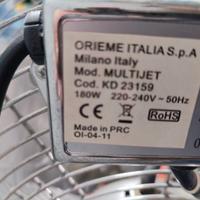 ORIEME ITALIA S.p.A
Milano Italy
Mod. MULTIJET
Cod. KD 23159
180W 220-240V ~ 50Hz
CE RoHS
Made in PRC
OI-04-11